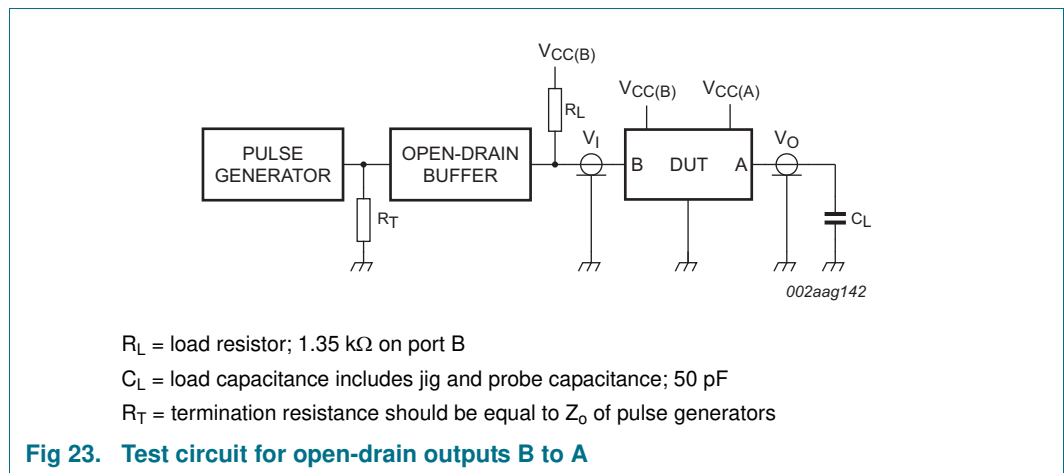 VCC(B)
RL
VCC(B) VCC(A)
PULSE
GENERATOR
OPEN-DRAIN
BUFFER
VI
B DUT A
VO
RT
CL
002aag142
RL = load resistor; 1.35 kΩ on port B
CL = load capacitance includes jig and probe capacitance; 50 pF
RT = termination resistance should be equal to Zo of pulse generators
Fig 23. Test circuit for open-drain outputs B to A